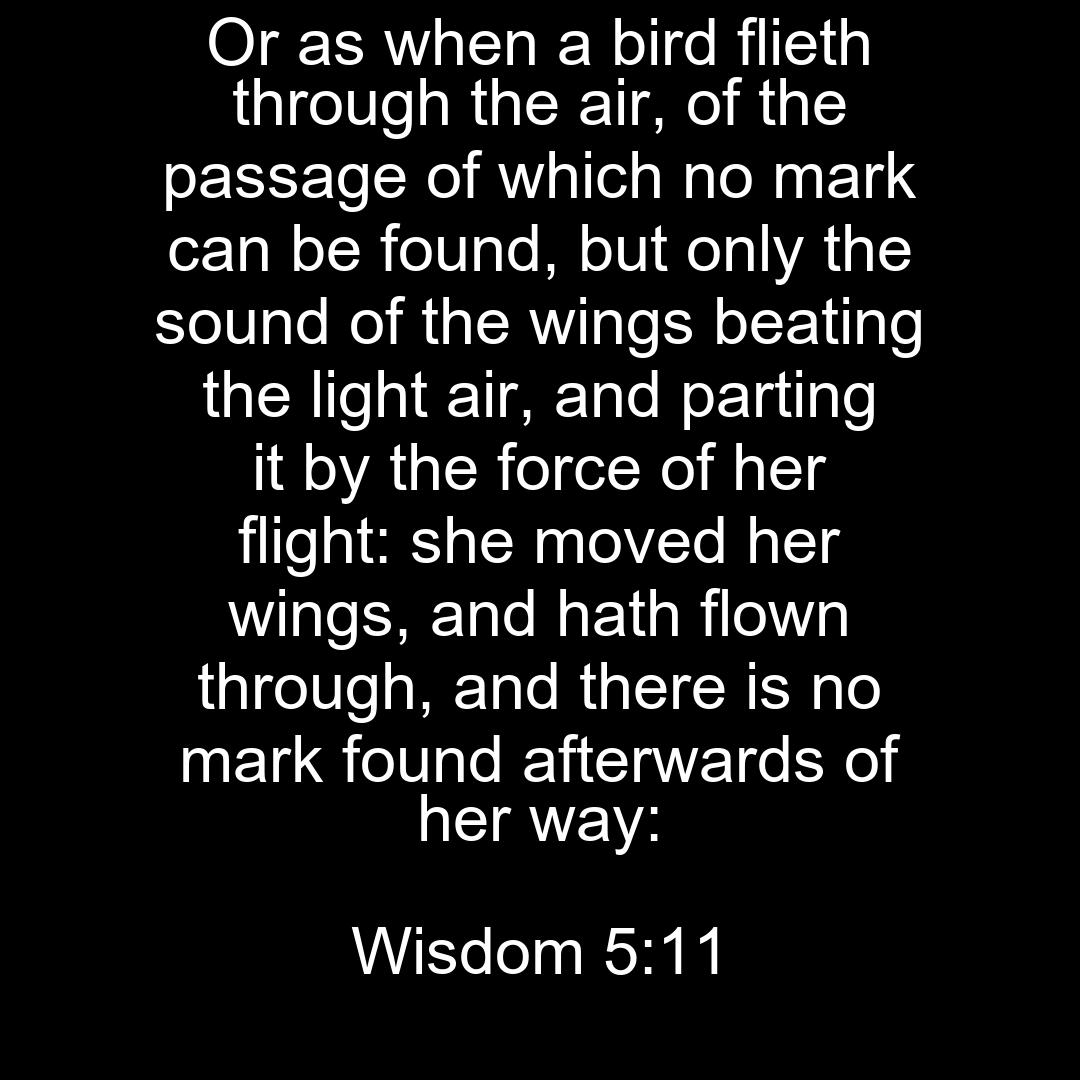 Or as when a bird flieth
through the air, of the
passage of which no mark
can be found, but only the
sound of the wings beating
the light air, and parting
it by the force of her
flight: she moved her
wings, and hath flown
through, and there is no
mark found afterwards of
her way:
Wisdom 5:11